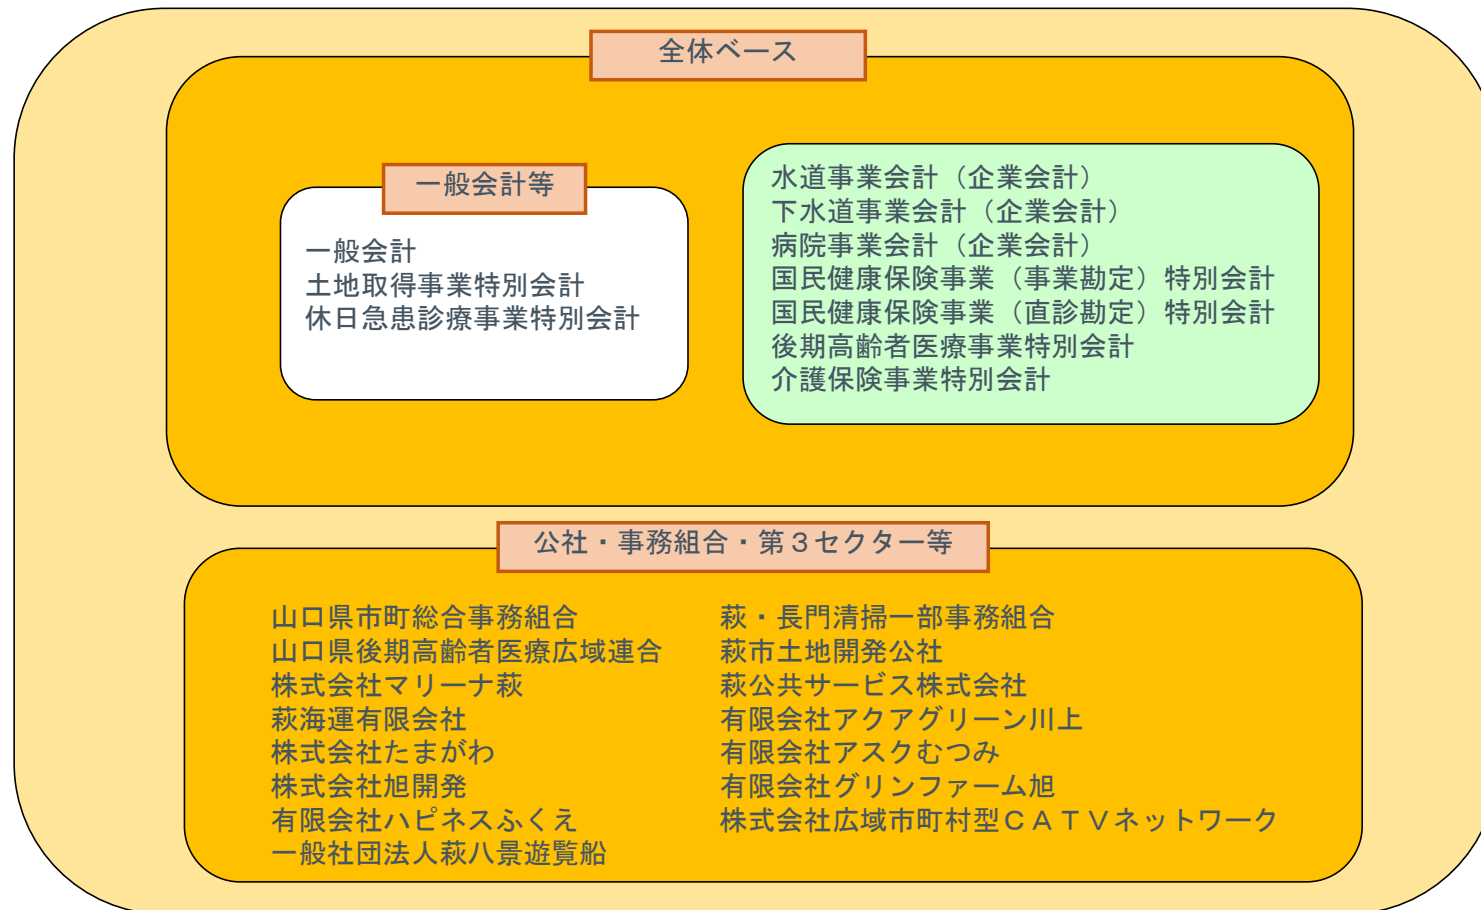 全体ベース
一般会計等
一般会計
土地取得事業特別会計
休日急患診療事業特別会計
水道事業会計（企業会計）
下水道事業会計（企業会計）
病院事業会計（企業会計）
国民健康保険事業（事業勘定）特別会計
国民健康保険事業（直診勘定）特別会計
後期高齢者医療事業特別会計
介護保険事業特別会計
公社・事務組合・第３セクター等
山口県市町総合事務組合
山口県後期高齢者医療広域連合
株式会社マリーナ萩
萩海運有限会社
株式会社たまがわ
株式会社旭開発
有限会社ハピネスふくえ
一般社団法人萩八景遊覧船
萩・長門清掃一部事務組合
萩市土地開発公社
萩公共サービス株式会社
有限会社アクアグリーン川上
有限会社アスクむつみ
有限会社グリンファーム旭
株式会社広域市町村型ＣＡＴＶネットワーク